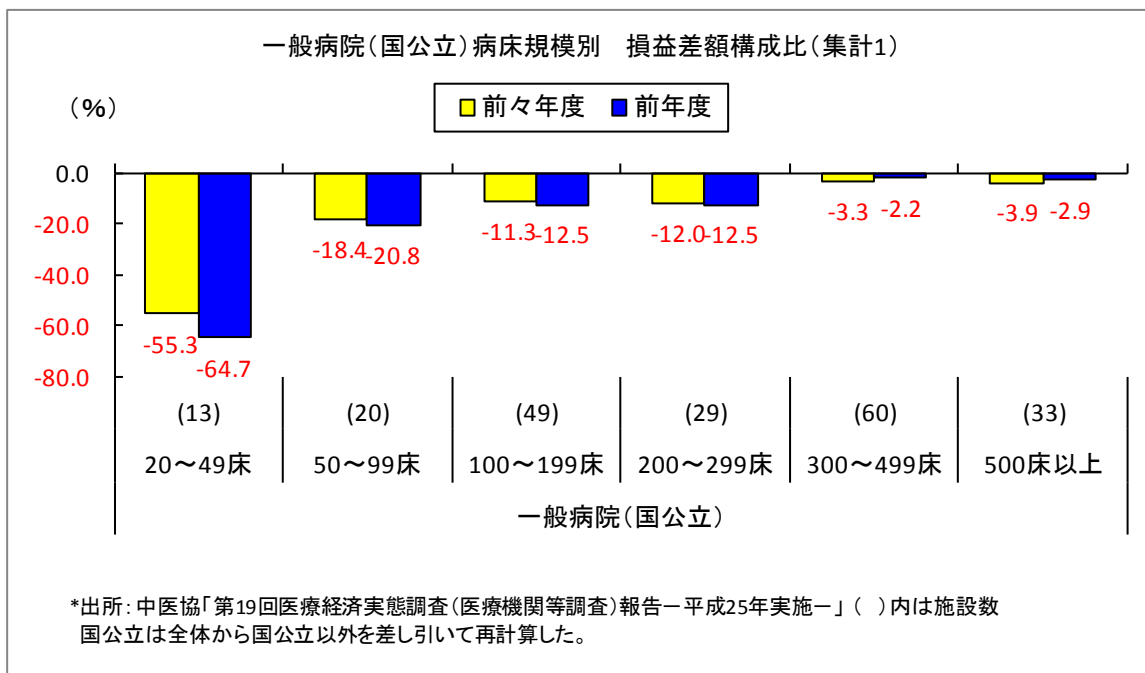 一般病院(国公立)病床規模別 損益差額構成比(集計1)
(%)
前々年度 前年度
0.0
-20.0
-40.0
-60.0
-80.0
-55.3 -64.7
-18.4 -20.8
-11.3 -12.5
-12.0 -12.5
-3.3 -2.2
-3.9 -2.9
(13) (20) (49) (29) (60) (33)
20~49床 50~99床 100~199床 200~299床 300~499床 500床以上
一般病院(国公立)
*出所:中医協「第19回医療経済実態調査(医療機関等調査)報告-平成25年実施-」( )内は施設数
国公立は全体から国公立以外を差し引いて再計算した。